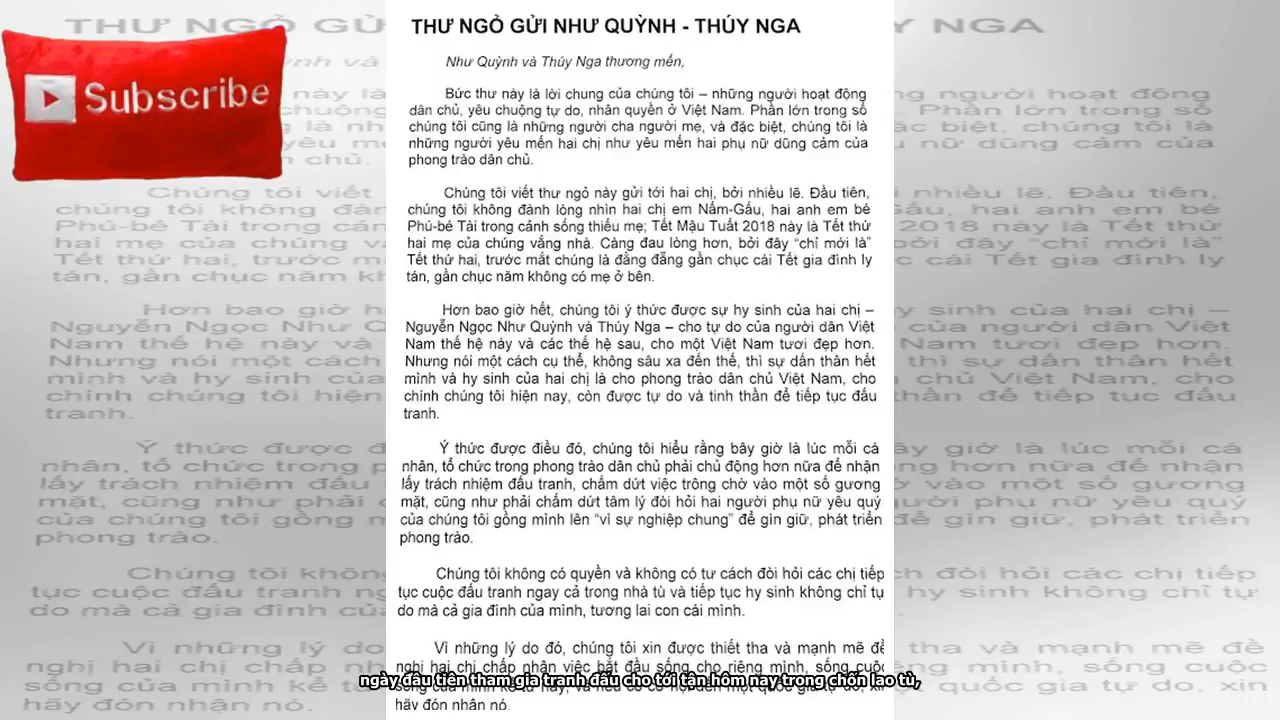 THƯ NGỎ GỬI NHƯ QUỲNH - THÚY NGA
Subscribe
Như Quỳnh và Thúy Nga thương mến,
Bức thư này là lời chung của chúng tôi – những người hoạt động
dân chủ, yêu chuộng tự do, nhân quyền ở Việt Nam. Phần lớn trong số
chúng tôi cũng là những người cha người mẹ, và đặc biệt, chúng tôi là
những người yêu mến hai chị như yêu mến hai phụ nữ dũng cảm của
phong trào dân chủ.
Chúng tôi viết thư ngỏ này gửi tới hai chị, bởi nhiều lẽ. Đầu tiên,
chúng tôi không đành lòng nhìn hai chị em Nấm-Gấu, hai anh em bé
Phú-bé Tài trong cảnh sống thiếu mẹ; Tết Mậu Tuất 2018 này là Tết thứ
hai mẹ của chúng vắng nhà. Càng đau lòng hơn, bởi đây “chỉ mới là”
Tết thứ hai, trước mắt chúng là đằng đẵng gần chục cái Tết gia đình ly
tán, gần chục năm không có mẹ ở bên.
Hơn bao giờ hết, chúng tôi ý thức được sự hy sinh của hai chị –
Nguyễn Ngọc Như Quỳnh và Thúy Nga – cho tự do của người dân Việt
Nam thế hệ này và các thế hệ sau, cho một Việt Nam tươi đẹp hơn.
Nhưng nói một cách cụ thể, không sâu xa đến thế, thì sự dấn thân hết
mình và hy sinh của hai chị là cho phong trào dân chủ Việt Nam, cho
chính chúng tôi hiện nay, còn được tự do và tinh thần để tiếp tục đấu
tranh.
Ý thức được điều đó, chúng tôi hiểu rằng bây giờ là lúc mỗi cá
nhân, tổ chức trong phong trào dân chủ phải chủ động hơn nữa để nhận
lấy trách nhiệm đấu tranh, chấm dứt việc trông chờ vào một số gương
mặt, cũng như phải chấm dứt tâm lý đòi hỏi hai người phụ nữ yêu quý
của chúng tôi gồng mình lên “vì sự nghiệp chung” để gìn giữ, phát triển
phong trào.
Chúng tôi không có quyền và không có tư cách đòi hỏi các chị tiếp
tục cuộc đấu tranh ngay cả trong nhà tù và tiếp tục hy sinh không chỉ tự
do mà cả gia đình của mình, tương lai con cái mình.
Vì những lý do đó, chúng tôi xin được thiết tha và mạnh mẽ đề
nghị hai chị chấp nhận việc bắt đầu sống cho riêng mình, sống cuộc
sống của mình kể từ nay, và nếu có cơ hội đến một quốc gia tự do, xin
hãy đón nhận nó.
ngày đầu tiên tham gia tranh đấu cho tới tận hôm nay trong chốn lao tù,